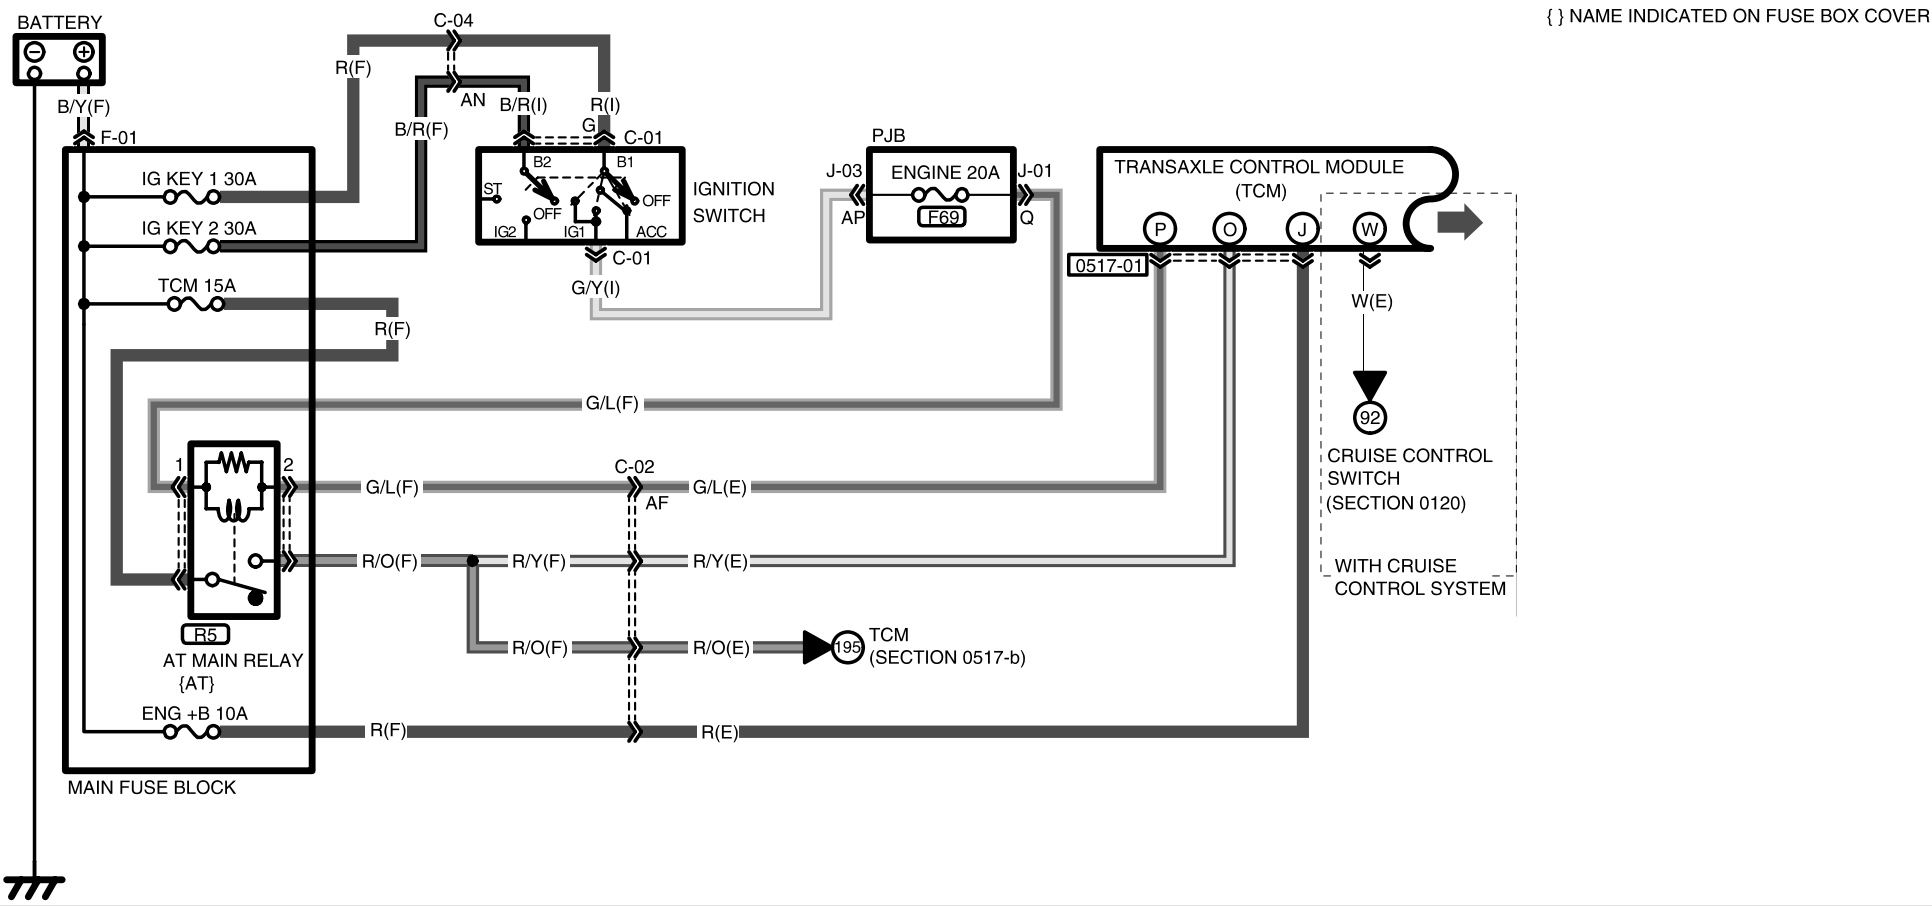 { } NAME INDICATED ON FUSE BOX COVER
BATTERY
− +
B/Y(F)
F-01
C-04
R(F)
AN
B/R(F)
B/R(I)
R(I)
G
C-01
B2
B1
ST
OFF
OFF
IG2
IG1
ACC
IGNITION
SWITCH
C-01
G/Y(I)
IG KEY 1 30A
IG KEY 2 30A
TCM 15A
R(F)
PJB
J-03
ENGINE 20A
J-01
AP
F69
Q
TRANSAXLE CONTROL MODULE
(TCM)
P
O
J
W
0517-01
W(E)
92
CRUISE CONTROL
SWITCH
(SECTION 0120)
WITH CRUISE
CONTROL SYSTEM
G/L(F)
1
2
G/L(F)
C-02
AF
G/L(E)
R/O(F)
R/Y(F)
R/Y(E)
R/O(F)
R/O(E)
195
TCM
(SECTION 0517-b)
R5
AT MAIN RELAY
{AT}
ENG +B 10A
R(F)
R(E)
MAIN FUSE BLOCK